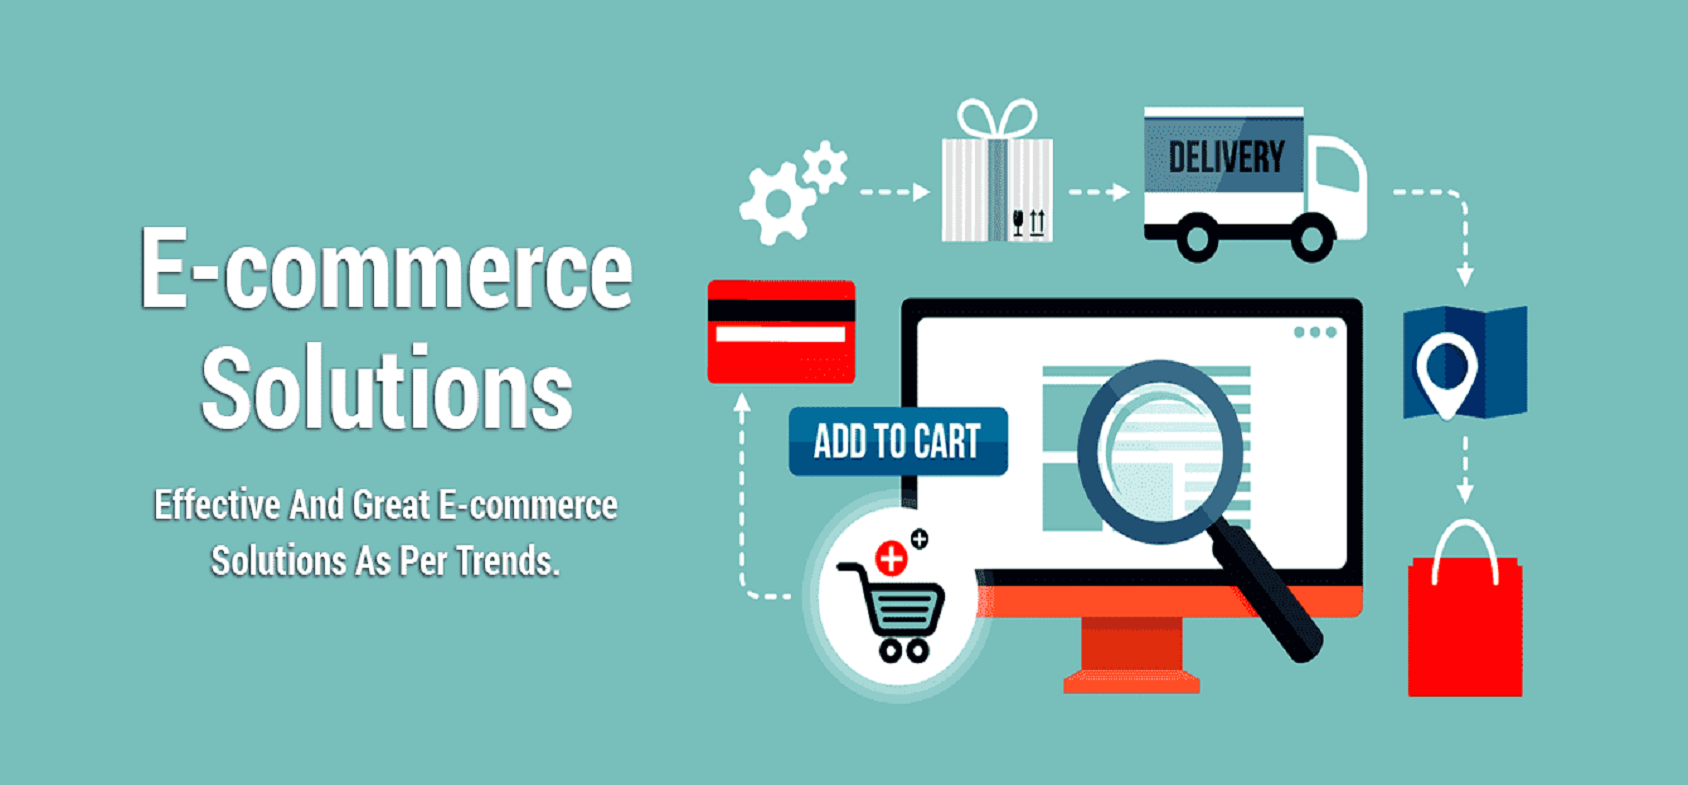 E-commerce
Solutions
Effective And Great E-commerce
Solutions As Per Trends.
DELIVERY
ADD TO CART